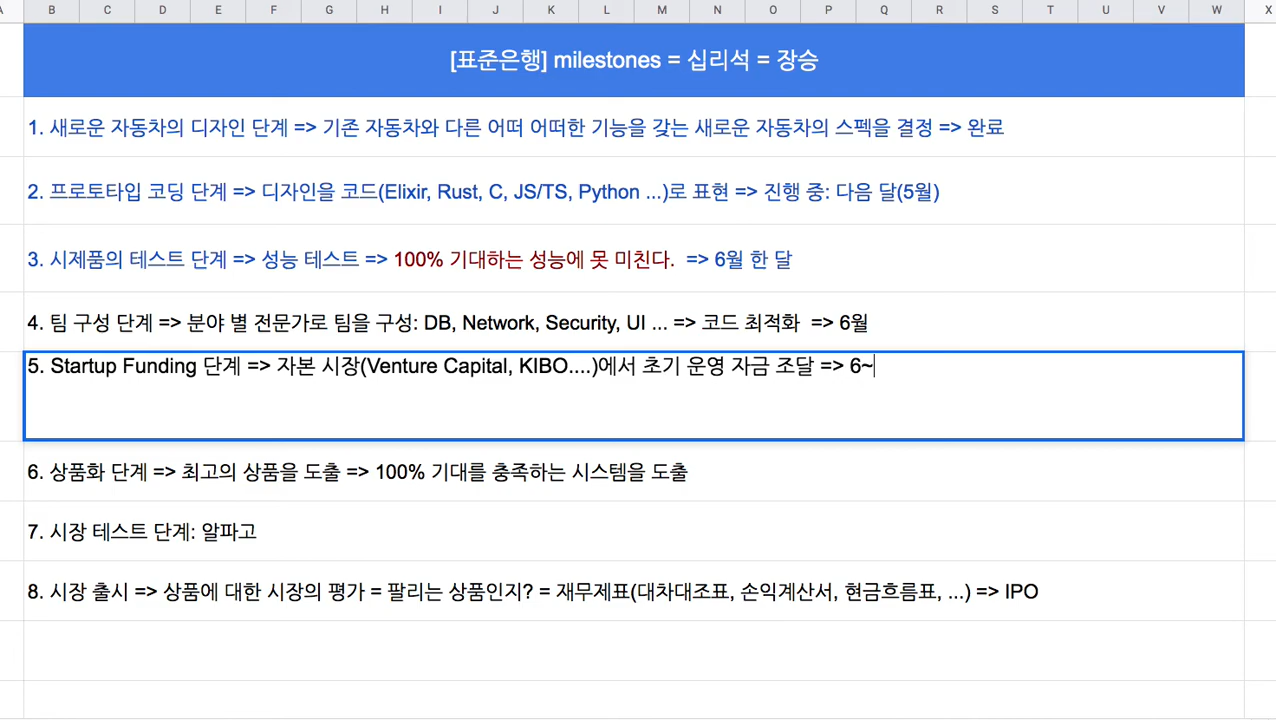 A B C D E F G H I J K L M N O P Q R S T U V W X
[표준은행] milestones = 십리석 = 장승
1. 새로운 자동차의 디자인 단계 => 기존 자동차와 다른 어떠 어떠한 기능을 갖는 새로운 자동차의 스펙을 결정 => 완료
2. 프로토타입 코딩 단계 => 디자인을 코드(Elixir, Rust, C, JS/TS, Python ...)로 표현 => 진행 중: 다음 달(5월)
3. 시제품의 테스트 단계 => 성능 테스트 => 100% 기대하는 성능에 못 미친다. => 6월 한 달
4. 팀 구성 단계 => 분야 별 전문가로 팀을 구성: DB, Network, Security, UI ... => 코드 최적화 => 6월
5. Startup Funding 단계 => 자본 시장(Venture Capital, KIBO....)에서 초기 운영 자금 조달 => 6~
6. 상품화 단계 => 최고의 상품을 도출 => 100% 기대를 충족하는 시스템을 도출
7. 시장 테스트 단계: 알파고
8. 시장 출시 => 상품에 대한 시장의 평가 = 팔리는 상품인지? = 재무제표(대차대조표, 손익계산서, 현금흐름표, ...) => IPO